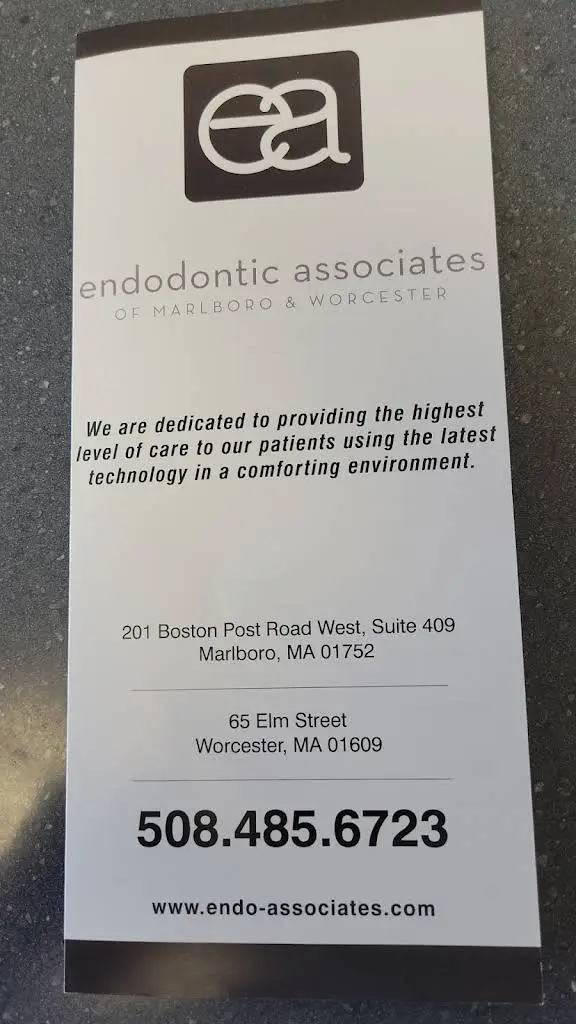 ea
endodontic associates
OF MARLBORO & WORCESTER
We are dedicated to providing the highest
level of care to our patients using the latest
technology in a comforting environment.
201 Boston Post Road West, Suite 409
Marlboro, MA 01752
65 Elm Street
Worcester, MA 01609
508.485.6723
www.endo-associates.com